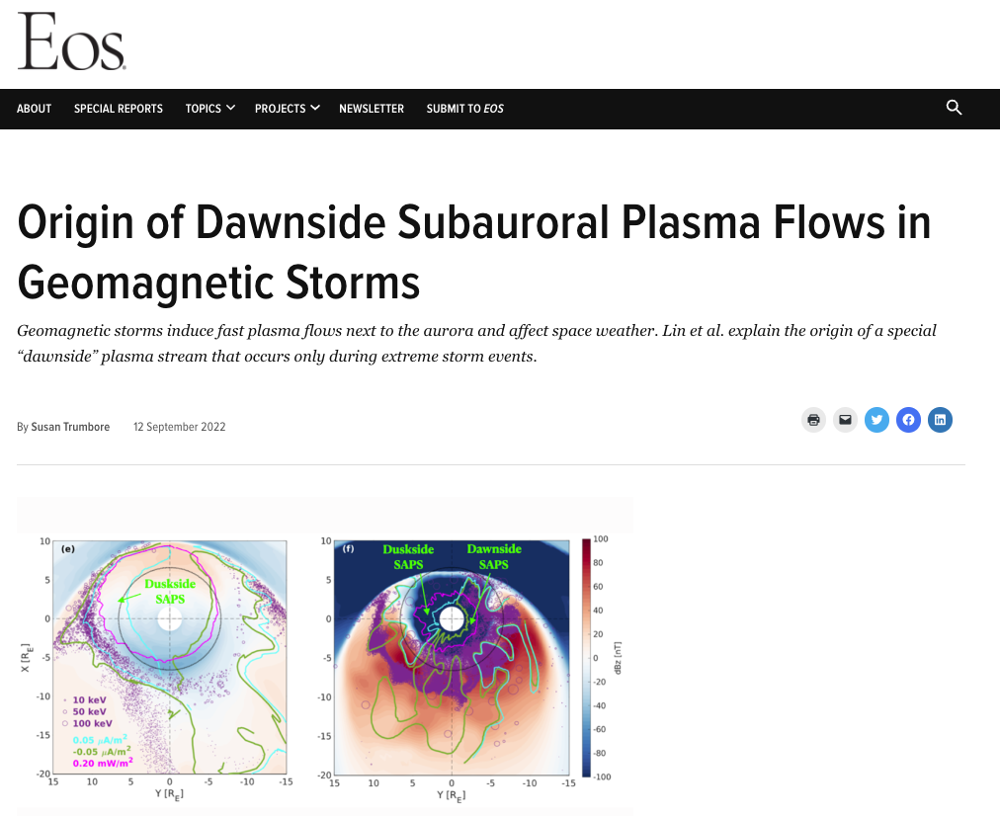 Eos
ABOUT SPECIAL REPORTS TOPICS PROJECTS NEWSLETTER SUBMIT TO EOS
Origin of Dawnside Subauroral Plasma Flows in
Geomagnetic Storms
Geomagnetic storms induce fast plasma flows next to the aurora and affect space weather. Lin et al. explain the origin of a special
“dawnside” plasma stream that occurs only during extreme storm events.
By Susan Trumbore 12 September 2022
(e)
Duskside
SAPS
10 keV
50 keV
100 keV
0.05 μA/m²
-0.05 μA/m²
0.20 mW/m²
10
5
0
-5
-10
-15
-20
X [R_E]
15 10 5 0 -5 -10 -15
Y [R_E]
(f)
Duskside Dawnside
SAPS SAPS
10
5
0
-5
-10
-15
-20
15 10 5 0 -5 -10 -15
Y [R_E]
100
80
60
40
20
0
-20
-40
-60
-80
-100
dBz [nT]